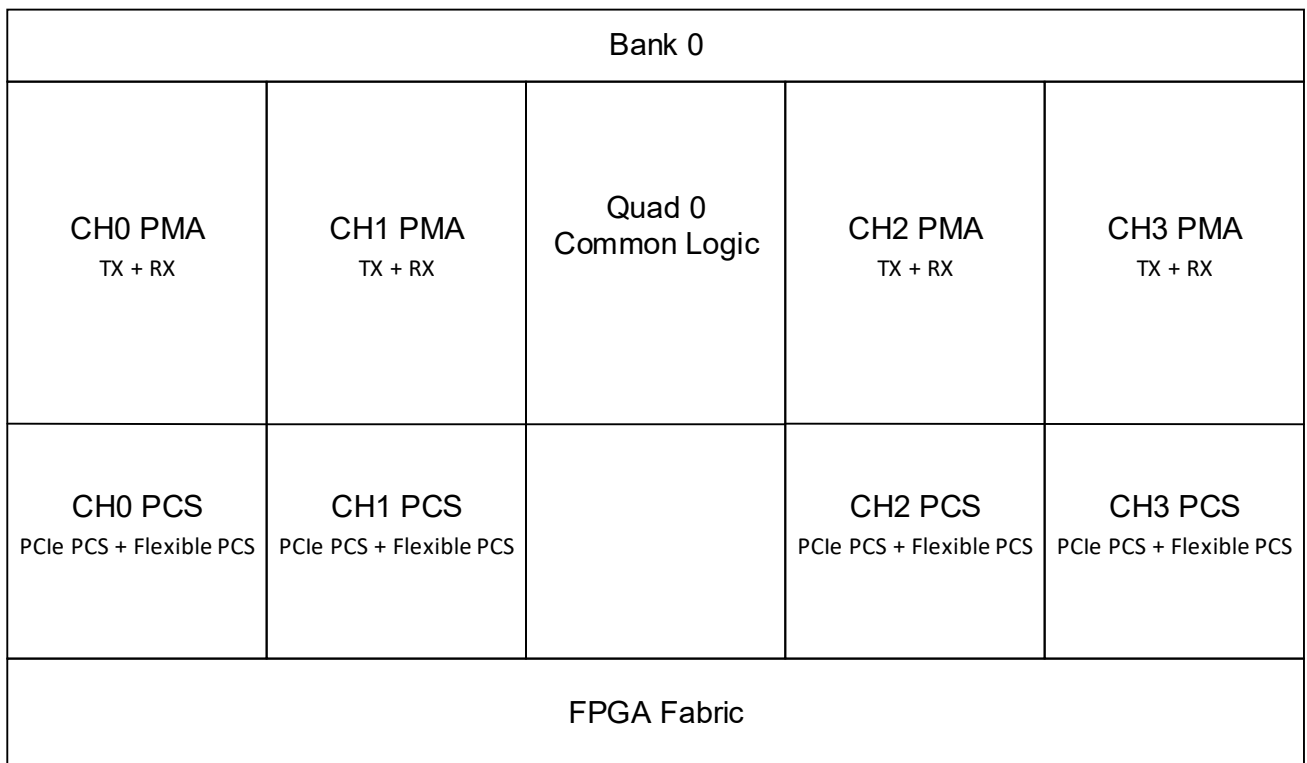 Bank 0
CH0 PMA
TX + RX
CH1 PMA
TX + RX
Quad 0
Common Logic
CH2 PMA
TX + RX
CH3 PMA
TX + RX
CH0 PCS
PCIe PCS + Flexible PCS
CH1 PCS
PCIe PCS + Flexible PCS
CH2 PCS
PCIe PCS + Flexible PCS
CH3 PCS
PCIe PCS + Flexible PCS
FPGA Fabric